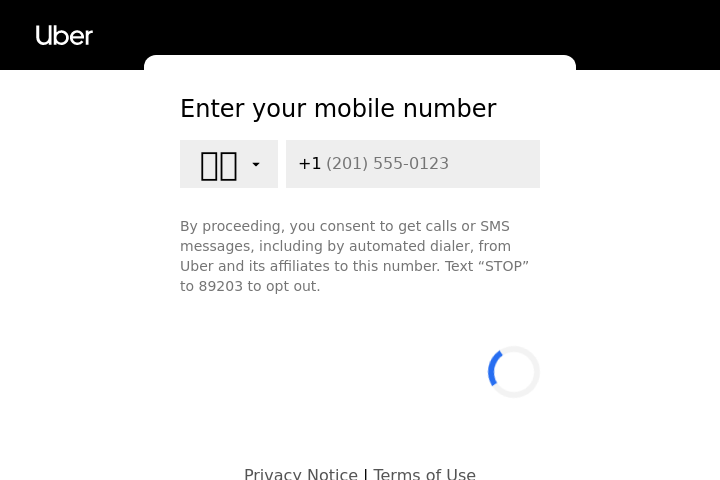 Uber
Enter your mobile number
+1 (201) 555-0123
By proceeding, you consent to get calls or SMS
messages, including by automated dialer, from
Uber and its affiliates to this number. Text “STOP”
to 89203 to opt out.
Privacy Notice | Terms of Use